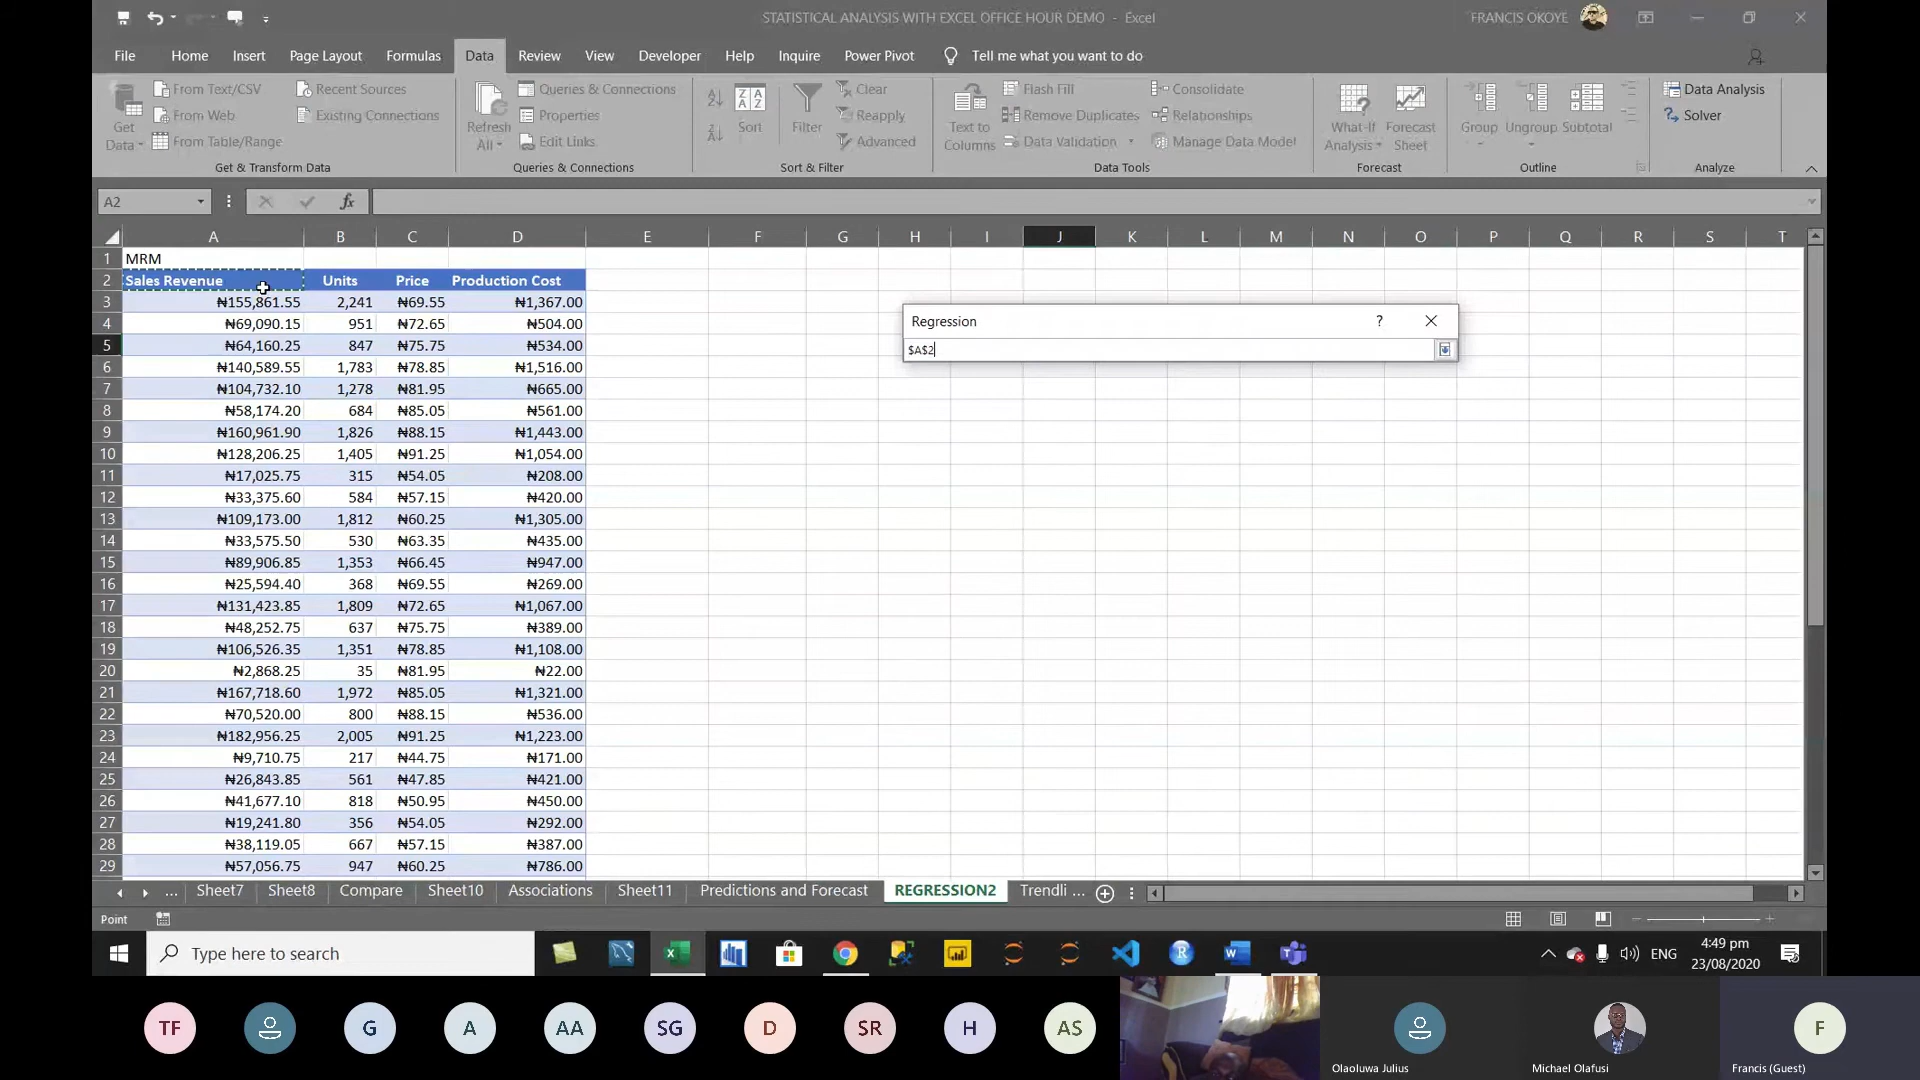 STATISTICAL ANALYSIS WITH EXCEL OFFICE HOUR DEMO - Excel
FRANCIS OKOYE
File Home Insert Page Layout Formulas Data Review View Developer Help Inquire Power Pivot Tell me what you want to do
Get Data
From Text/CSV
From Web
From Table/Range
Recent Sources
Existing Connections
Get & Transform Data
Refresh All
Queries & Connections
Properties
Edit Links
Queries & Connections
Sort
Filter
Clear
Reapply
Advanced
Sort & Filter
Text to Columns
Flash Fill
Remove Duplicates
Data Validation
Consolidate
Relationships
Manage Data Model
Data Tools
What-If Analysis
Forecast Sheet
Forecast
Group Ungroup Subtotal
Outline
Data Analysis
Solver
Analyze
A2 fx
A B C D E F G H I J K L M N O P Q R S T
1 MRM
2 Sales Revenue Units Price Production Cost
3 ₦155,861.55 2,241 ₦69.55 ₦1,367.00
4 ₦69,090.15 951 ₦72.65 ₦504.00
5 ₦64,160.25 847 ₦75.75 ₦534.00
6 ₦140,589.55 1,783 ₦78.85 ₦1,516.00
7 ₦104,732.10 1,278 ₦81.95 ₦665.00
8 ₦58,174.20 684 ₦85.05 ₦561.00
9 ₦160,961.90 1,826 ₦88.15 ₦1,443.00
10 ₦128,206.25 1,405 ₦91.25 ₦1,054.00
11 ₦17,025.75 315 ₦54.05 ₦208.00
12 ₦33,375.60 584 ₦57.15 ₦420.00
13 ₦109,173.00 1,812 ₦60.25 ₦1,305.00
14 ₦33,575.50 530 ₦63.35 ₦435.00
15 ₦89,906.85 1,353 ₦66.45 ₦947.00
16 ₦25,594.40 368 ₦69.55 ₦269.00
17 ₦131,423.85 1,809 ₦72.65 ₦1,067.00
18 ₦48,252.75 637 ₦75.75 ₦389.00
19 ₦106,526.35 1,351 ₦78.85 ₦1,108.00
20 ₦2,868.25 35 ₦81.95 ₦22.00
21 ₦167,718.60 1,972 ₦85.05 ₦1,321.00
22 ₦70,520.00 800 ₦88.15 ₦536.00
23 ₦182,956.25 2,005 ₦91.25 ₦1,223.00
24 ₦9,710.75 217 ₦44.75 ₦171.00
25 ₦26,843.85 561 ₦47.85 ₦421.00
26 ₦41,677.10 818 ₦50.95 ₦450.00
27 ₦19,241.80 356 ₦54.05 ₦292.00
28 ₦38,119.05 667 ₦57.15 ₦387.00
29 ₦57,056.75 947 ₦60.25 ₦786.00
Regression ?
$A$2
... Sheet7 Sheet8 Compare Sheet10 Associations Sheet11 Predictions and Forecast REGRESSION2 Trendli ...
Point
Type here to search
ENG
4:49 pm
23/08/2020
TF G A AA SG D SR H AS F
Olaoluwa Julius
Michael Olafusi
Francis (Guest)